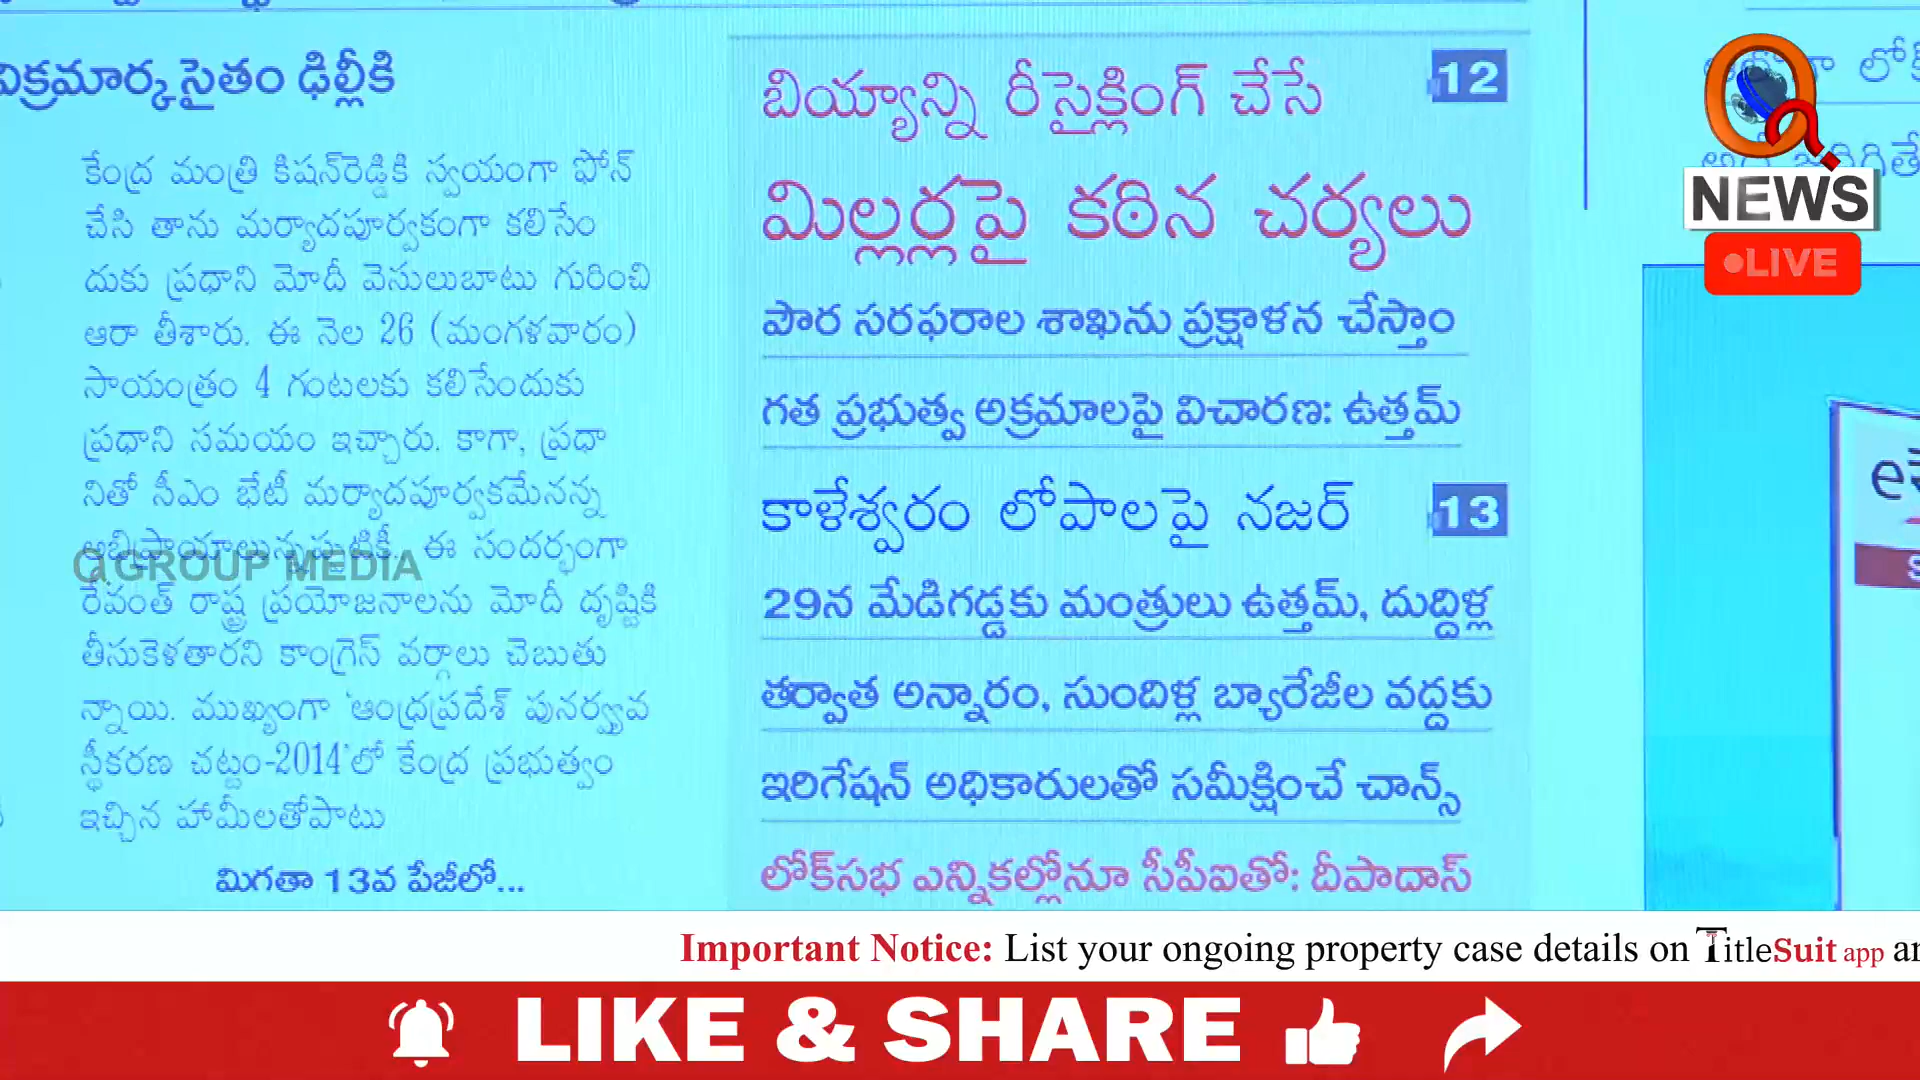 విక్రమార్క సైతం ఢిల్లీకి
కేంద్ర మంత్రి కిషన్‌రెడ్డికి స్వయంగా ఫోన్
చేసి తాను మర్యాదపూర్వకంగా కలిసేం
దుకు ప్రధాని మోదీ వెసులుబాటు గురించి
ఆరా తీశారు. ఈ నెల 26 (మంగళవారం)
సాయంత్రం 4 గంటలకు కలిసేందుకు
ప్రధాని సమయం ఇచ్చారు. కాగా, ప్రధా
నితో సీఎం భేటీ మర్యాదపూర్వకమేనన్న
అభిప్రాయాలున్నప్పటికీ.. ఈ సందర్భంగా
రేవంత్ రాష్ట్ర ప్రయోజనాలను మోదీ దృష్టికి
తీసుకెళతారని కాంగ్రెస్ వర్గాలు చెబుతు
న్నాయి. ముఖ్యంగా ‘ఆంధ్రప్రదేశ్ పునర్వ్యవ
స్థీకరణ చట్టం-2014’లో కేంద్ర ప్రభుత్వం
ఇచ్చిన హామీలతోపాటు
మిగతా 13వ పేజీలో...
GROUP MEDIA
బియ్యాన్ని రీసైక్లింగ్ చేసే 12
మిల్లర్లపై కఠిన చర్యలు
పౌర సరఫరాల శాఖను ప్రక్షాళన చేస్తాం
గత ప్రభుత్వ అక్రమాలపై విచారణ: ఉత్తమ్
కాళేశ్వరం లోపాలపై నజర్ 13
29న మేడిగడ్డకు మంత్రులు ఉత్తమ్, దుద్దిళ్ల
తర్వాత అన్నారం, సుందిళ్ల బ్యారేజీల వద్దకు
ఇరిగేషన్ అధికారులతో సమీక్షించే చాన్స్
లోక్‌సభ ఎన్నికల్లోనూ సీపీఐతో: దీపాదాస్
Q
NEWS
LIVE
Important Notice: List your ongoing property case details on TitleSuit app
LIKE & SHARE